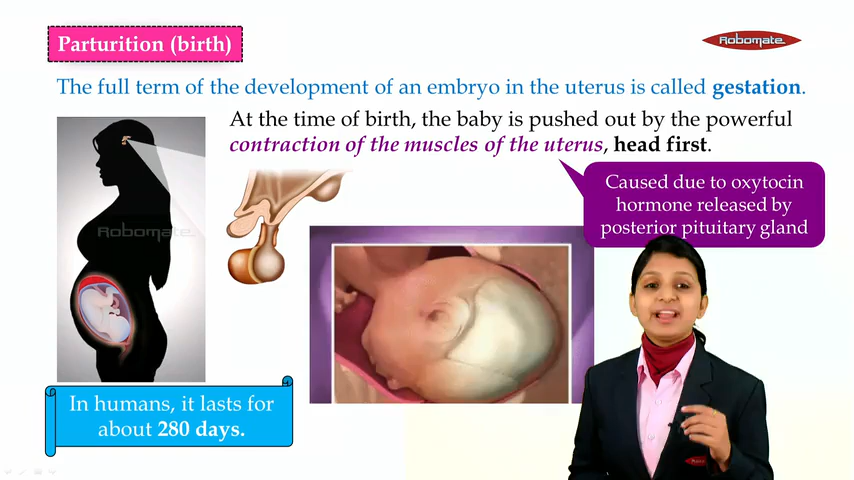 Parturition (birth)
Robomate
The full term of the development of an embryo in the uterus is called gestation.
At the time of birth, the baby is pushed out by the powerful
contraction of the muscles of the uterus, head first.
Caused due to oxytocin
hormone released by
posterior pituitary gland
Robomate
In humans, it lasts for
about 280 days.